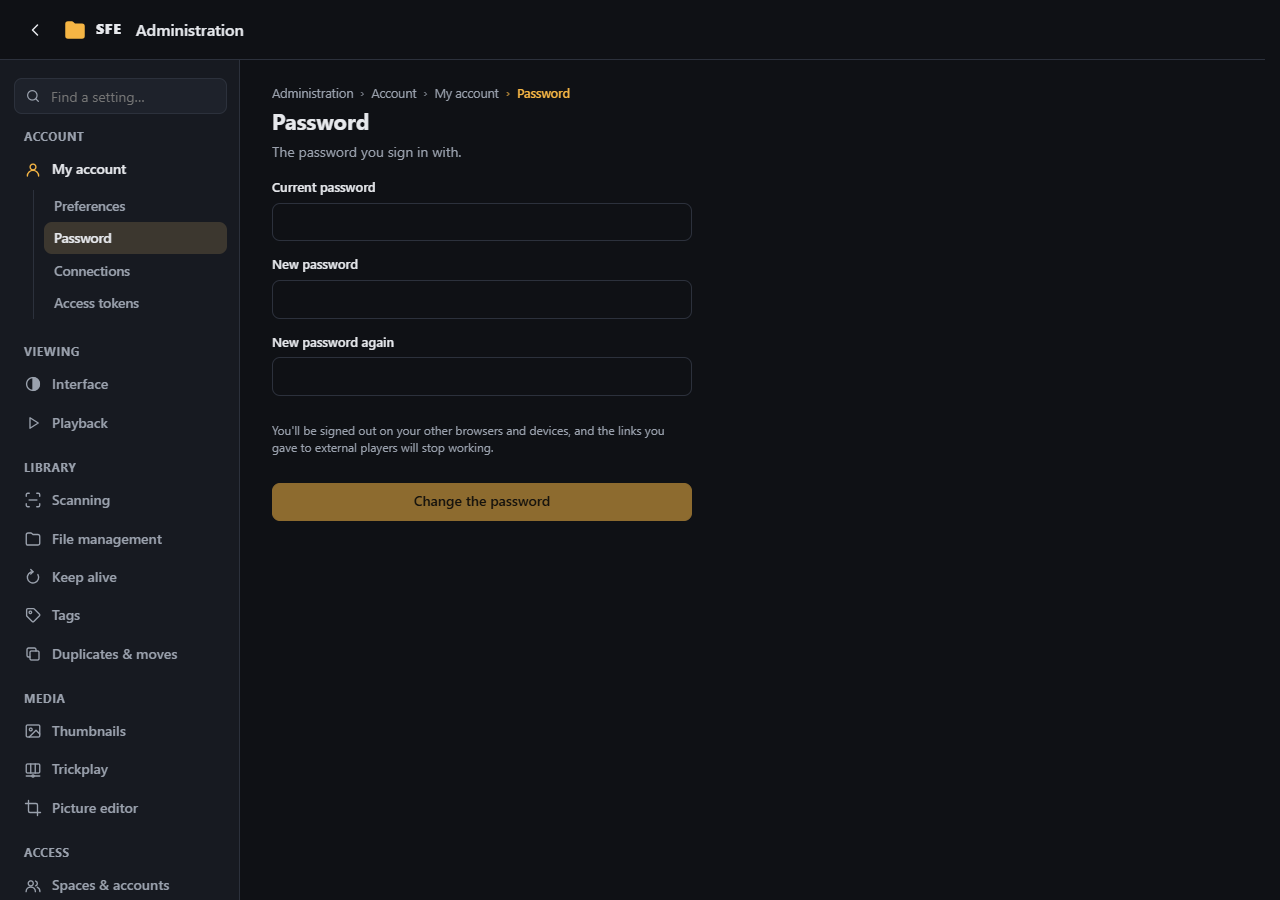 SFE Administration
Find a setting...
ACCOUNT
My account
Preferences
Password
Connections
Access tokens
VIEWING
Interface
Playback
LIBRARY
Scanning
File management
Keep alive
Tags
Duplicates & moves
MEDIA
Thumbnails
Trickplay
Picture editor
ACCESS
Spaces & accounts
Administration › Account › My account › Password
Password
The password you sign in with.
Current password
New password
New password again
You'll be signed out on your other browsers and devices, and the links you
gave to external players will stop working.
Change the password